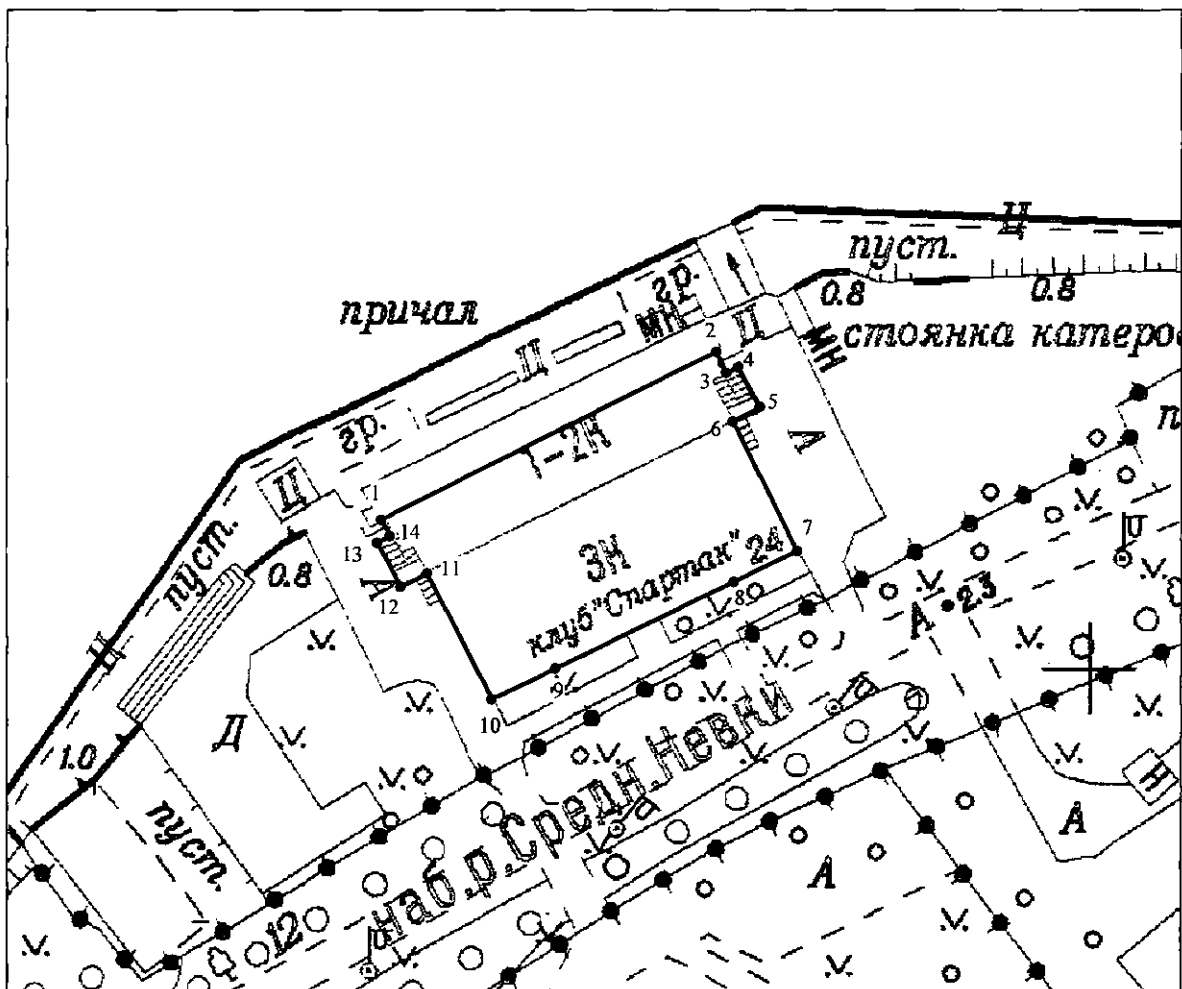 Ц
пуст.
гр.
0.8
0.8
причал
МН
Ц
МН
стоянка катеро
2
Ц
3
4
5
п
6
А
гр.
1-2Н
Ц
1
14
13
пуст.
0.8
7
3Н
11
А
12
клуб "Спартак" 24
8
А
2.3
Ц
9
10
Д
1.0
Н
А
пуст.
наб.р.Средн.Невки
А
12